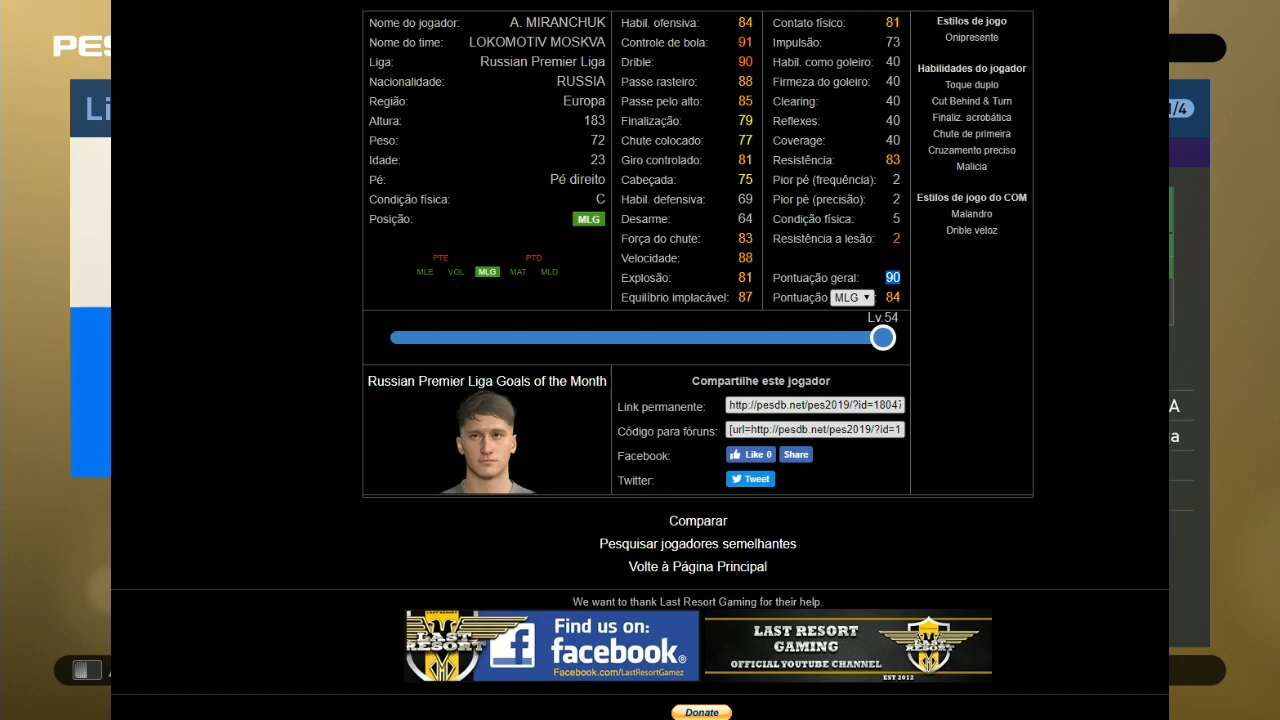 PES
Li
1/4
Nome do jogador: A. MIRANCHUK
Nome do time: LOKOMOTIV MOSKVA
Liga: Russian Premier Liga
Nacionalidade: RUSSIA
Região: Europa
Altura: 183
Peso: 72
Idade: 23
Pé: Pé direito
Condição física: C
Posição: MLG
PTE PTD
MLE VOL MLG MAT MLD
Habil. ofensiva: 84
Controle de bola: 91
Drible: 90
Passe rasteiro: 88
Passe pelo alto: 85
Finalização: 79
Chute colocado: 77
Giro controlado: 81
Cabeçada: 75
Habil. defensiva: 69
Desarme: 64
Força do chute: 83
Velocidade: 88
Explosão: 81
Equilíbrio implacável: 87
Contato físico: 81
Impulsão: 73
Habil. como goleiro: 40
Firmeza do goleiro: 40
Clearing: 40
Reflexes: 40
Coverage: 40
Resistência: 83
Pior pé (frequência): 2
Pior pé (precisão): 2
Condição física: 5
Resistência a lesão: 2
Pontuação geral: 90
Pontuação MLG : 84
Estilos de jogo
Onipresente
Habilidades do jogador
Toque duplo
Cut Behind & Turn
Finaliz. acrobática
Chute de primeira
Cruzamento preciso
Malicia
Estilos de jogo do COM
Malandro
Drible veloz
Lv.54
Russian Premier Liga Goals of the Month
Compartilhe este jogador
Link permanente: http://pesdb.net/pes2019/?id=18047
Código para fóruns: [url=http://pesdb.net/pes2019/?id=1
Facebook: Like 0 Share
Twitter: Tweet
A
a
Comparar
Pesquisar jogadores semelhantes
Volte à Página Principal
We want to thank Last Resort Gaming for their help.
LAST RESORT
Find us on:
facebook®
Facebook.com/LastResortGamez
LAST RESORT
GAMING
OFFICIAL YOUTUBE CHANNEL
EST 2012
Donate